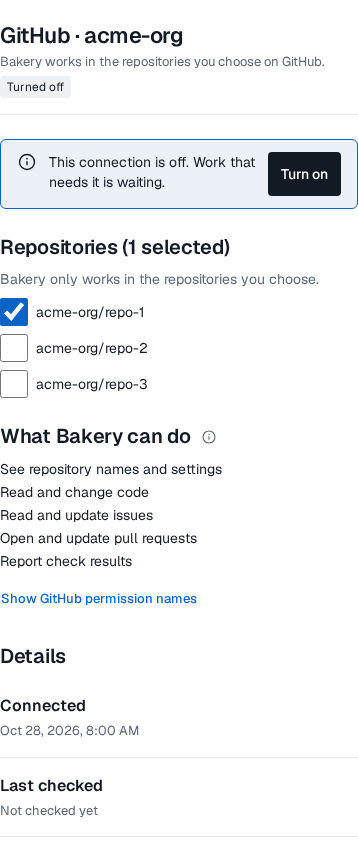 GitHub · acme-org
Bakery works in the repositories you choose on GitHub.
Turned off
This connection is off. Work that
needs it is waiting.
Turn on
Repositories (1 selected)
Bakery only works in the repositories you choose.
acme-org/repo-1
acme-org/repo-2
acme-org/repo-3
What Bakery can do
See repository names and settings
Read and change code
Read and update issues
Open and update pull requests
Report check results
Show GitHub permission names
Details
Connected
Oct 28, 2026, 8:00 AM
Last checked
Not checked yet